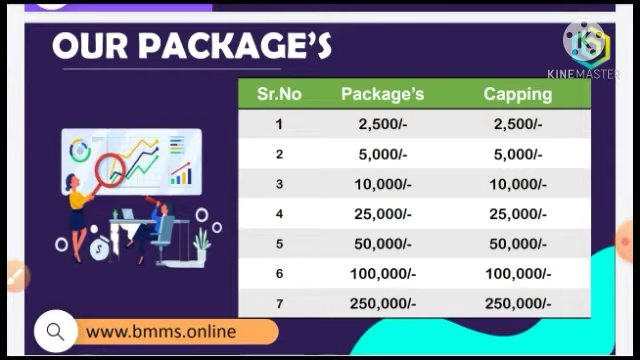 OUR PACKAGE'S
KINEMASTER
Sr.No Package's Capping
1 2,500/- 2,500/-
2 5,000/- 5,000/-
3 10,000/- 10,000/-
4 25,000/- 25,000/-
5 50,000/- 50,000/-
6 100,000/- 100,000/-
7 250,000/- 250,000/-
$
www.bmms.online